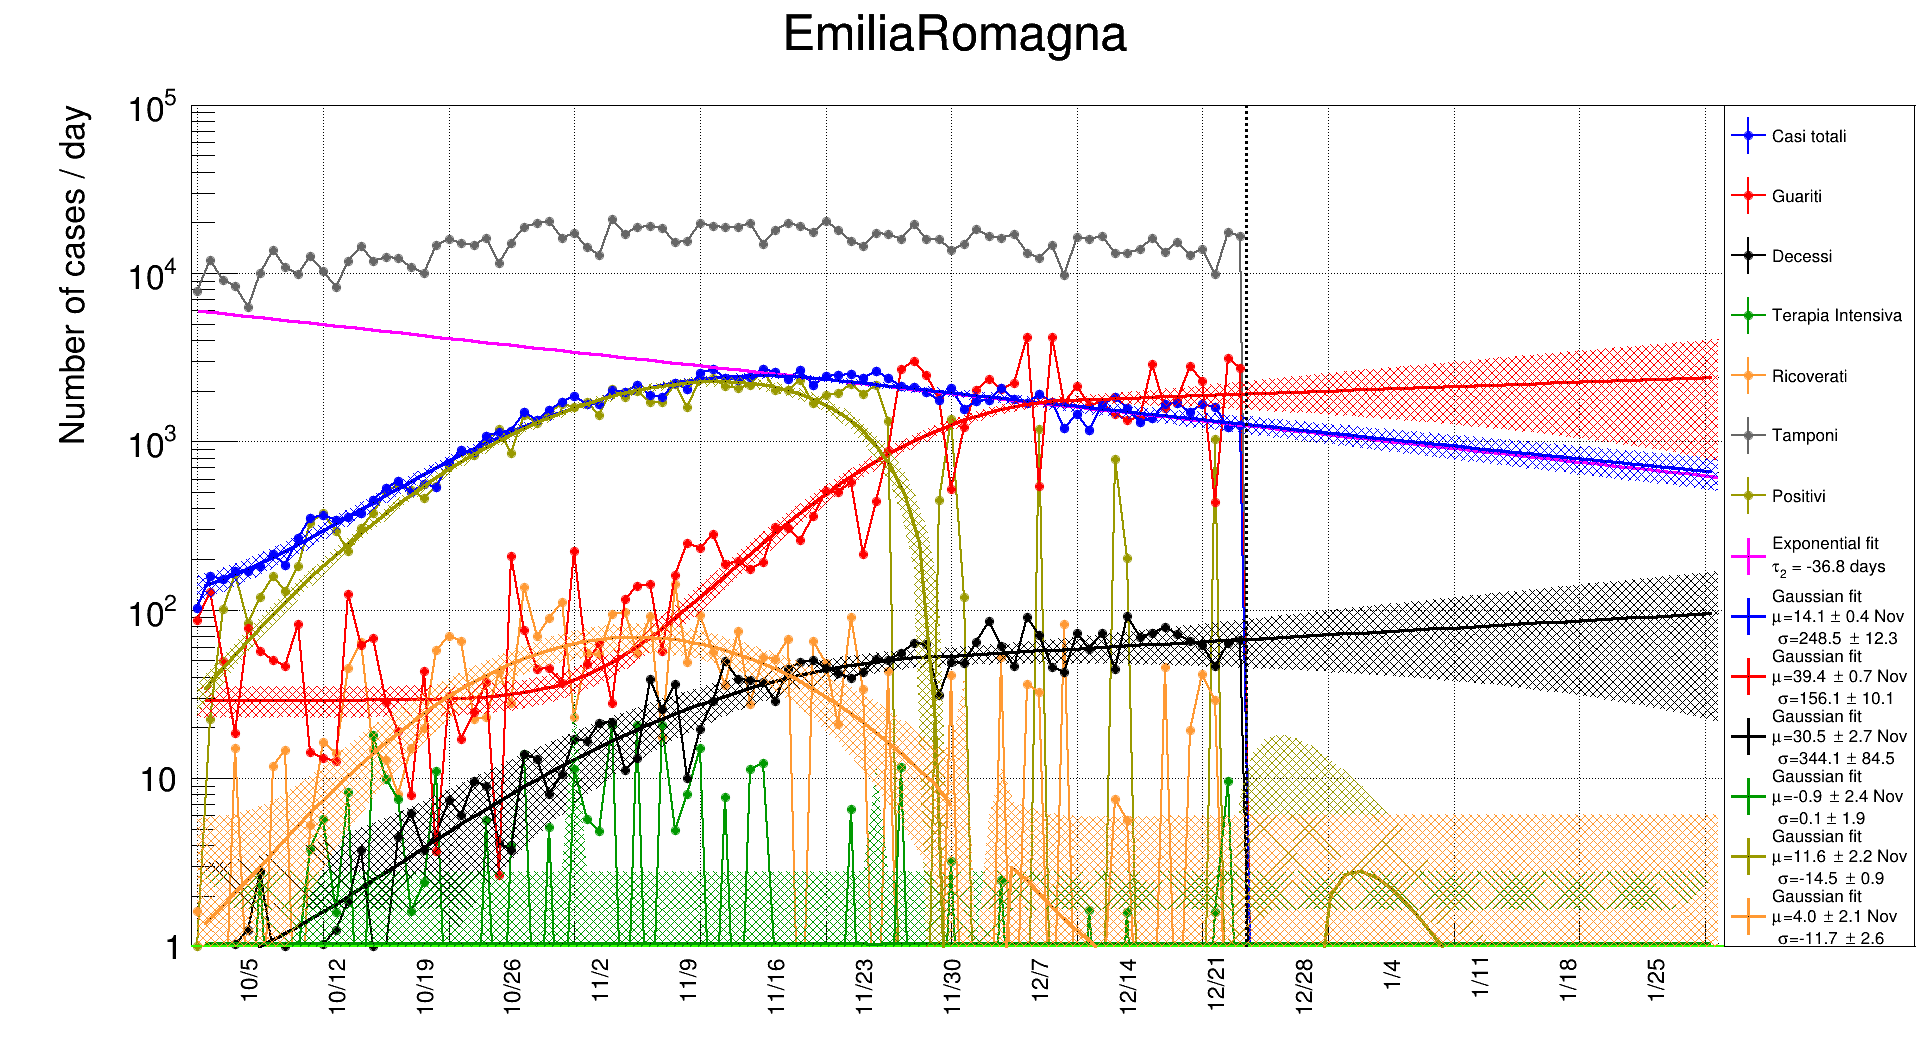 EmiliaRomagna
Number of cases / day
10^5
10^4
10^3
10^2
10
1
10/5
10/12
10/19
10/26
11/2
11/9
11/16
11/23
11/30
12/7
12/14
12/21
12/28
1/4
1/11
1/18
1/25
Casi totali
Guariti
Decessi
Terapia Intensiva
Ricoverati
Tamponi
Positivi
Exponential fit
τ_2 = -36.8 days
Gaussian fit
μ=14.1 ± 0.4 Nov
σ=248.5 ± 12.3
Gaussian fit
μ=39.4 ± 0.7 Nov
σ=156.1 ± 10.1
Gaussian fit
μ=30.5 ± 2.7 Nov
σ=344.1 ± 84.5
Gaussian fit
μ=-0.9 ± 2.4 Nov
σ=0.1 ± 1.9
Gaussian fit
μ=11.6 ± 2.2 Nov
σ=-14.5 ± 0.9
Gaussian fit
μ=4.0 ± 2.1 Nov
σ=-11.7 ± 2.6